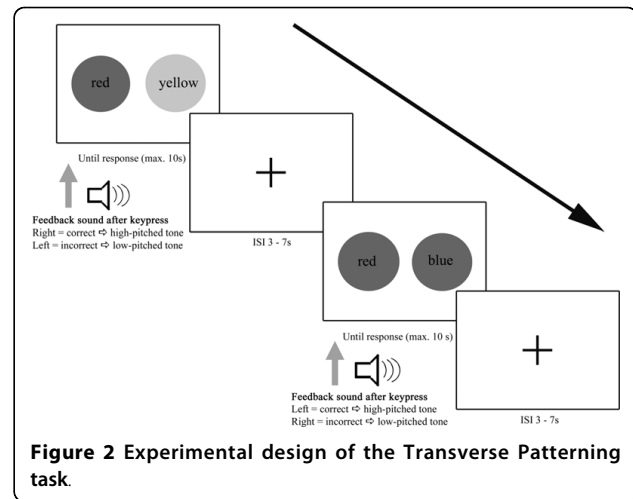 red yellow
Until response (max. 10s)
Feedback sound after keypress
Right = correct ⇨ high-pitched tone
Left = incorrect ⇨ low-pitched tone
ISI 3 - 7s
red blue
Until response (max. 10 s)
Feedback sound after keypress
Left = correct ⇨ high-pitched tone
Right = incorrect ⇨ low-pitched tone
ISI 3 - 7s
Figure 2 Experimental design of the Transverse Patterning
task.